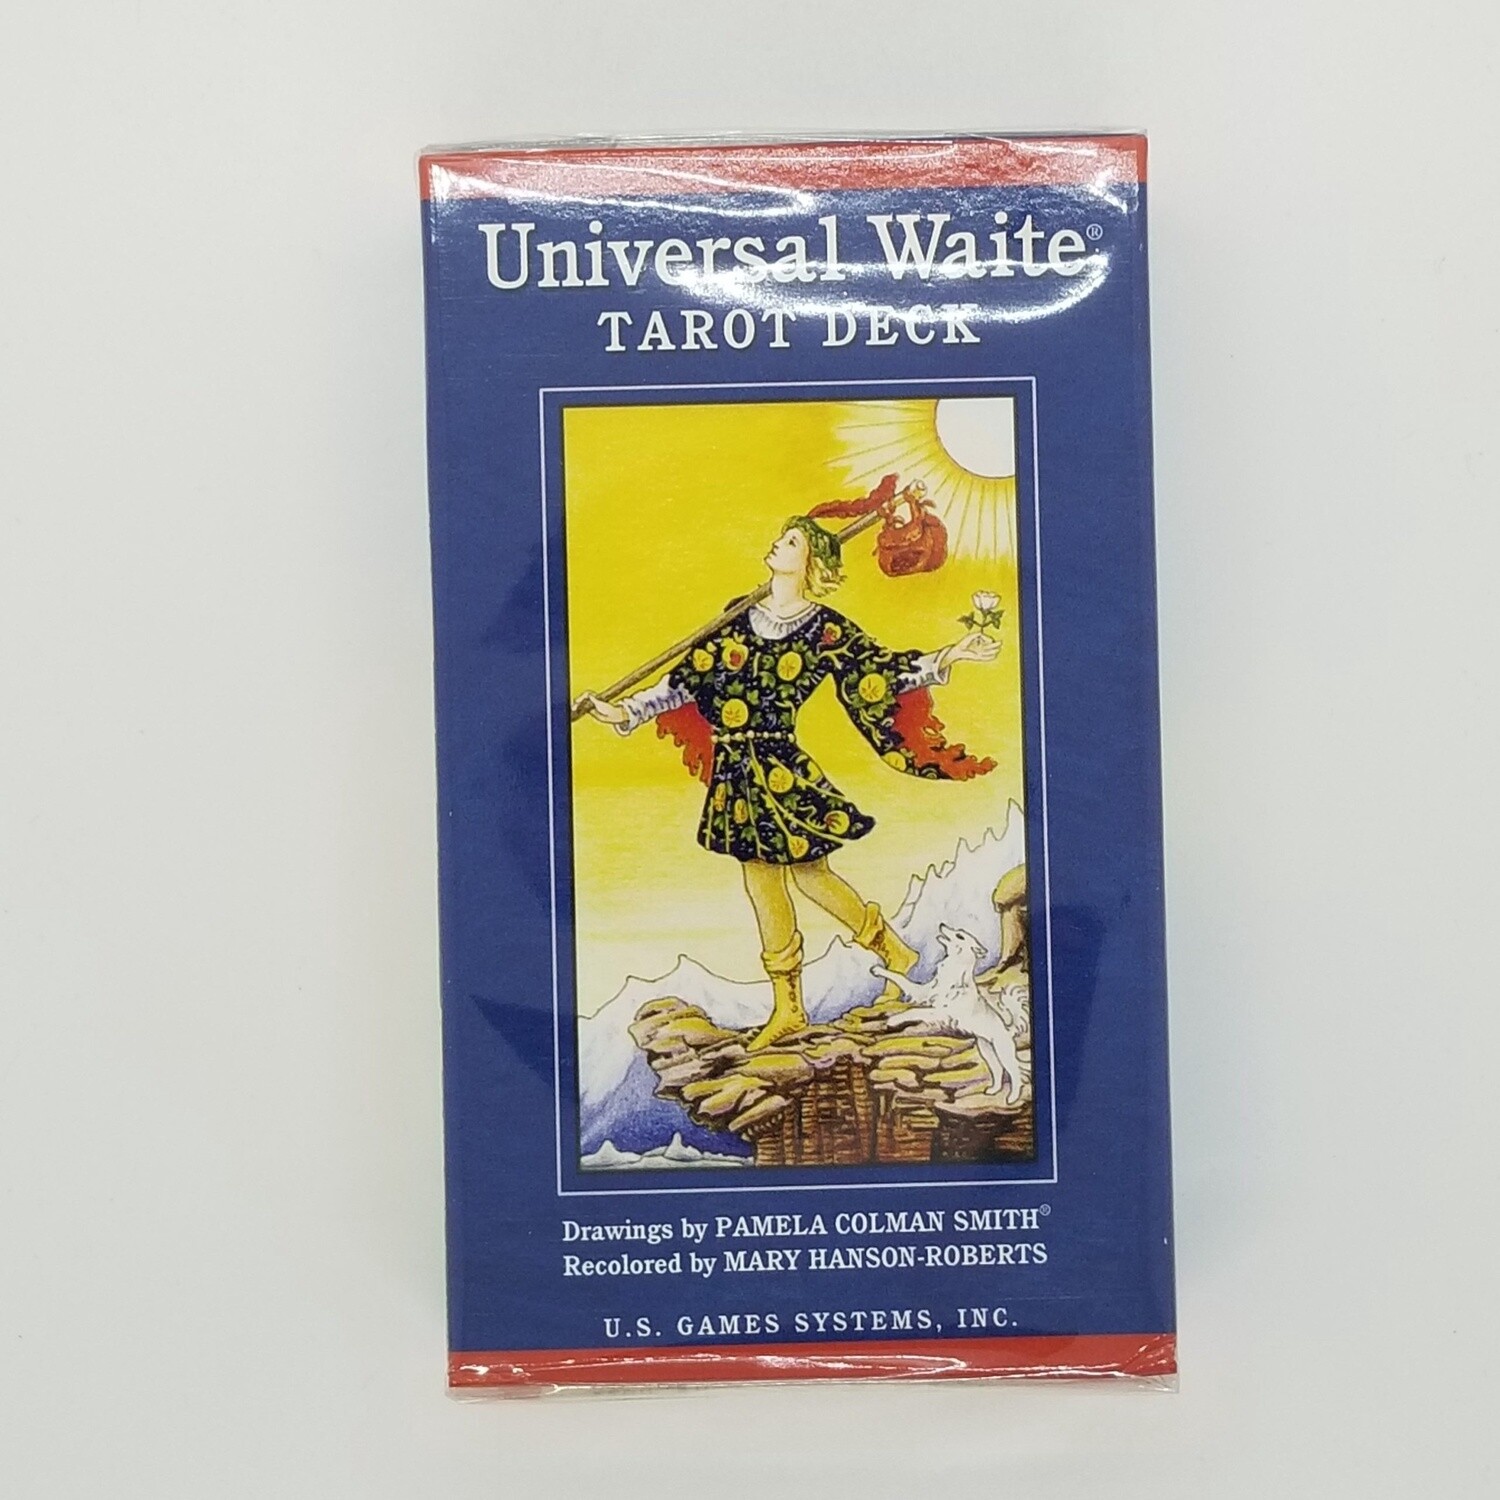 Universal Waite®
TAROT DECK
Drawings by PAMELA COLMAN SMITH®
Recolored by MARY HANSON-ROBERTS
U.S. GAMES SYSTEMS, INC.